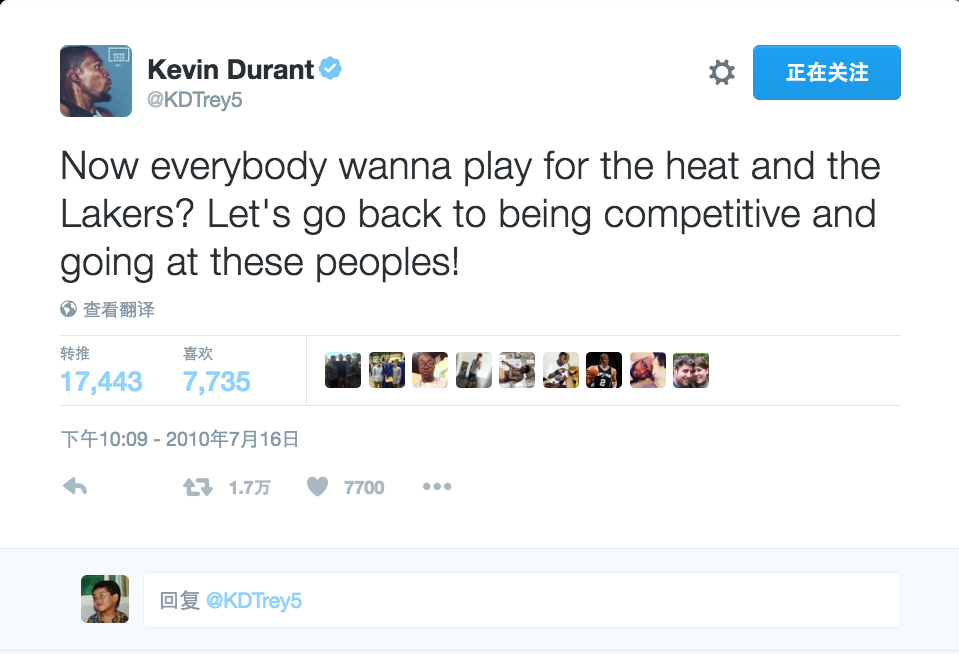 Kevin Durant
@KDTrey5
正在关注
Now everybody wanna play for the heat and the
Lakers? Let's go back to being competitive and
going at these peoples!
查看翻译
转推 喜欢
17,443 7,735
下午10:09 - 2010年7月16日
1.7万 7700
回复 @KDTrey5